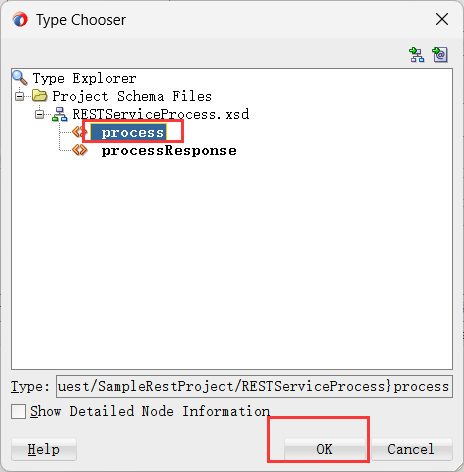 Type Chooser
Type Explorer
Project Schema Files
RESTServiceProcess.xsd
process
processResponse
Type: uest/SampleRestProject/RESTServiceProcess}process
Show Detailed Node Information
Help OK Cancel